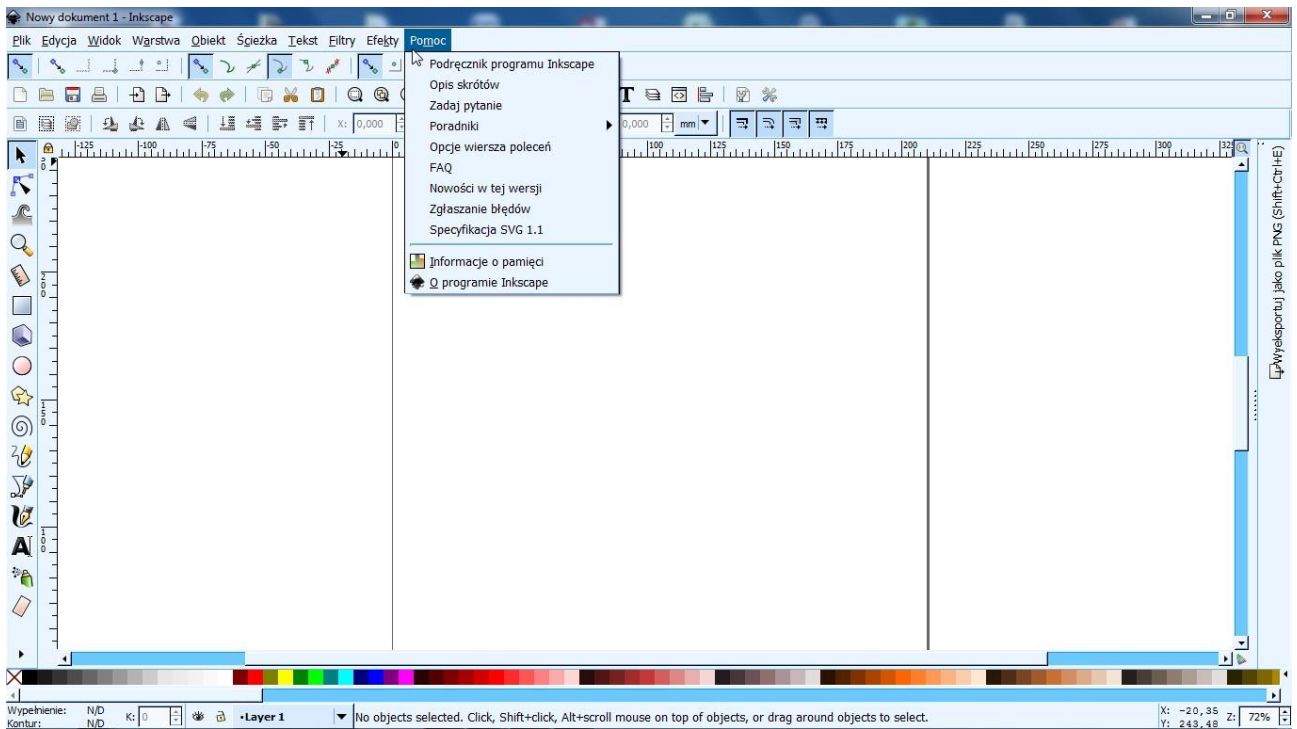 Nowy dokument 1 - Inkscape
Plik Edycja Widok Warstwa Obiekt Ścieżka Tekst Filtry Efekty Pomoc
Podręcznik programu Inkscape
Opis skrótów
Zadaj pytanie
Poradniki
Opcje wiersza poleceń
FAQ
Nowości w tej wersji
Zgłaszanie błędów
Specyfikacja SVG 1.1
Informacje o pamięci
O programie Inkscape
X: 0,000 0,000 mm
-125 -100 -75 -50 -25 0 100 125 150 175 200 225 250 275 300
200
150
100
Wyeksportuj jako plik PNG (Shift+Ctrl+E)
Wypełnienie: N/D
Kontur: N/D
K: 0
•Layer 1
No objects selected. Click, Shift+click, Alt+scroll mouse on top of objects, or drag around objects to select.
X: -20,35
Y: 243,48
Z: 72%